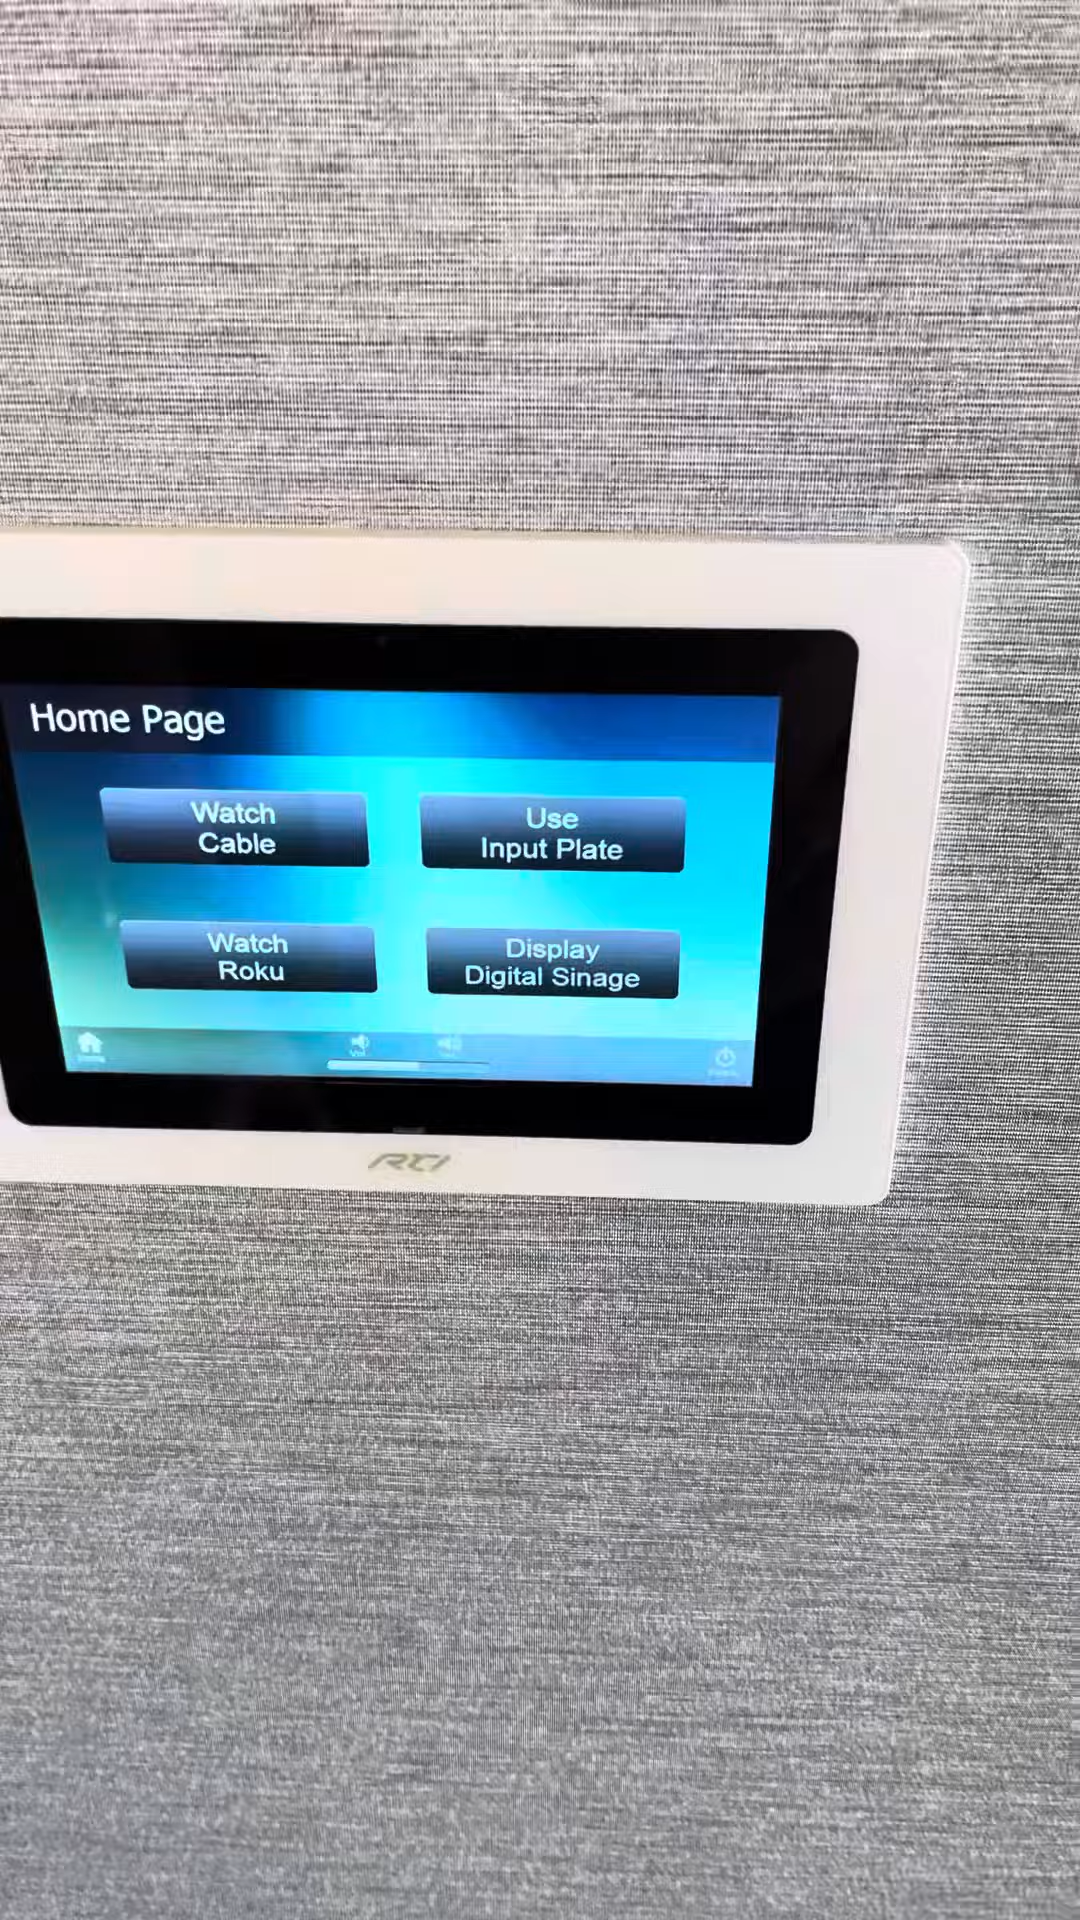 Home Page
Watch
Cable
Use
Input Plate
Watch
Roku
Display
Digital Sinage
RTI